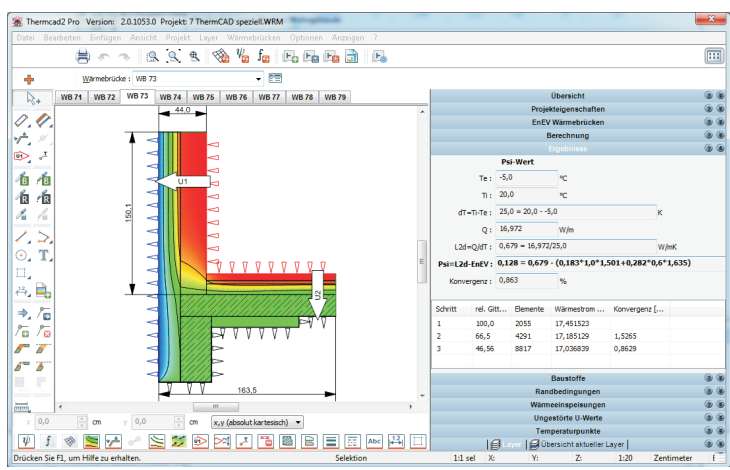 Thermcad2 Pro Version: 2.0.1053.0 Projekt: 7 ThermCAD speziell.WRM
Datei Bearbeiten Einfügen Ansicht Projekt Layer Wärmebrücken Optionen Anzeigen ?
Wärmebrücke : WB 73
WB 71 WB 72 WB 73 WB 74 WB 75 WB 76 WB 77 WB 78 WB 79
44,0
150,1
U1
U2
163,5
Übersicht
Projekteigenschaften
EnEV Wärmebrücken
Berechnung
Ergebnisse
Psi-Wert
Te : -5,0 °C
Ti : 20,0 °C
dT=Ti-Te : 25,0 = 20,0 - -5,0 K
Q : 16,972 W/m
L2d=Q/dT : 0,679 = 16,972/25,0 W/mK
Psi=L2d-EnEV : 0,128 = 0,679 - (0,183*1,0*1,501+0,282*0,6*1,635)
Konvergenz : 0,863 %
Schritt rel. Gitt... Elemente Wärmestrom ... Konvergenz [...
1 100,0 2055 17,451523
2 66,5 4291 17,185129 1,5265
3 46,56 8817 17,036839 0,8629
Baustoffe
Randbedingungen
Wärmeeinspeisungen
Ungestörte U-Werte
Temperaturpunkte
Layer Übersicht aktueller Layer
x 0,0 cm y 0,0 cm x,y (absolut kartesisch)
Abc
Drücken Sie F1, um Hilfe zu erhalten. Selektion 1:1 sel X: Y: Z: 1:20 Zentimeter